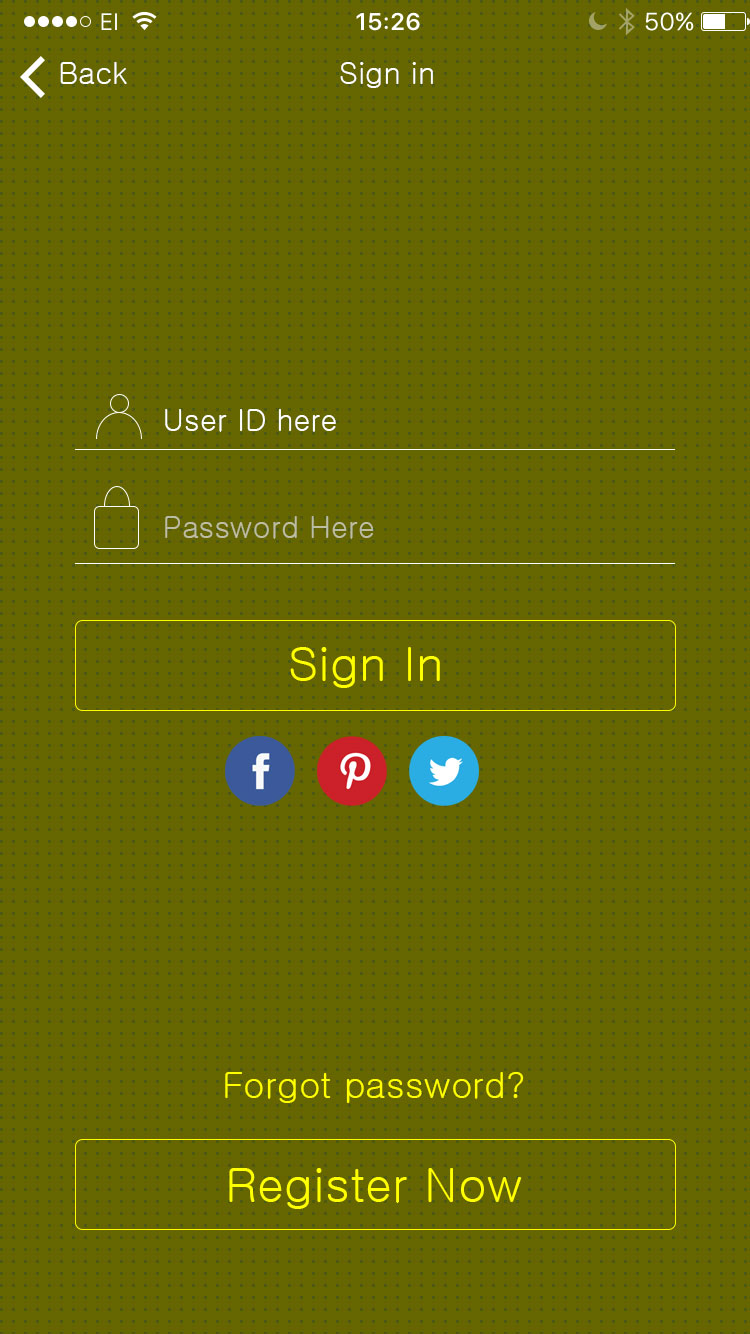 EI 15:26 50%
Back Sign in
User ID here
Password Here
Sign In
Forgot password?
Register Now